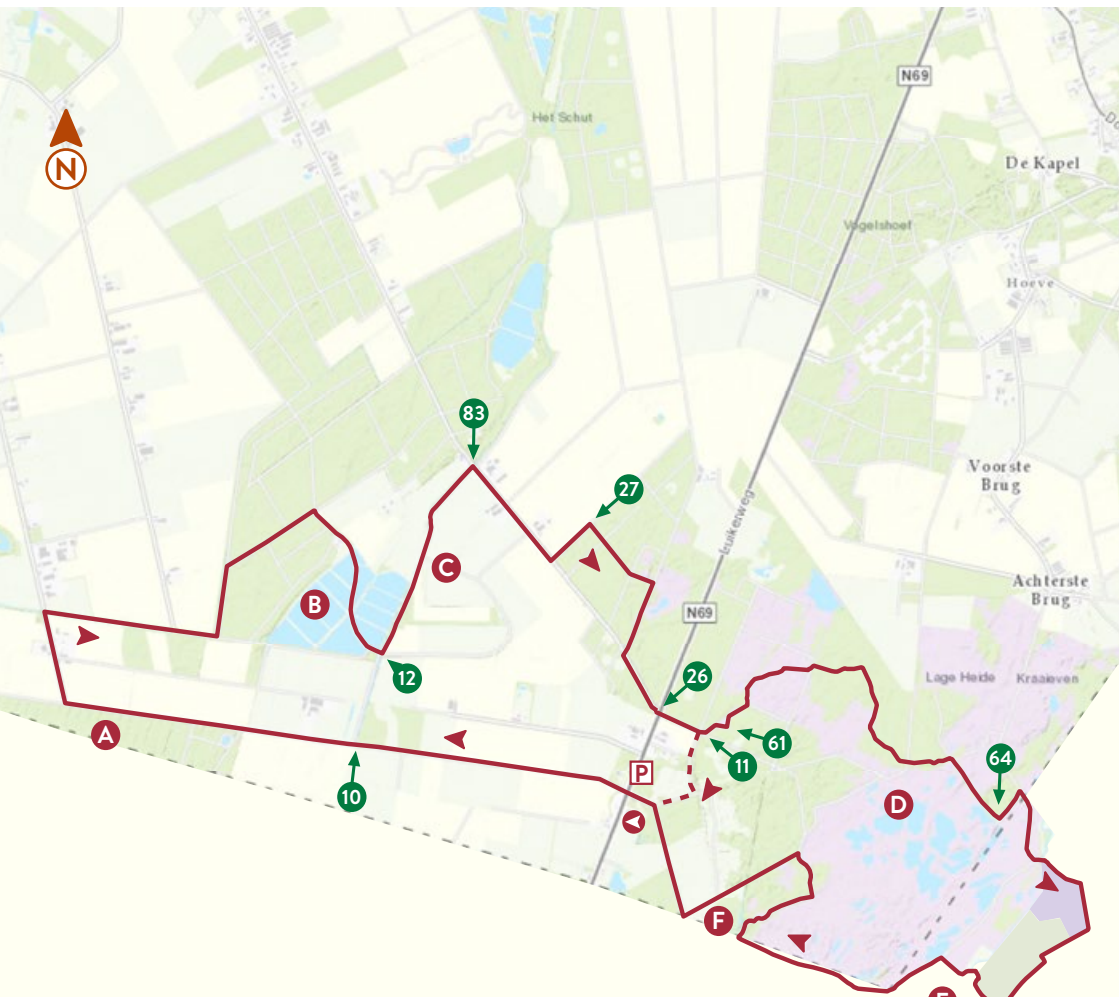 N69
Het Schut
De Kapel
N
Vogelshoef
Hoeve
83
Voorste
Brug
27
Luikerweg
C
Achterste
Brug
B
N69
12
26
Lage Heide
Kraaieven
A
61
11
64
P
10
D
F